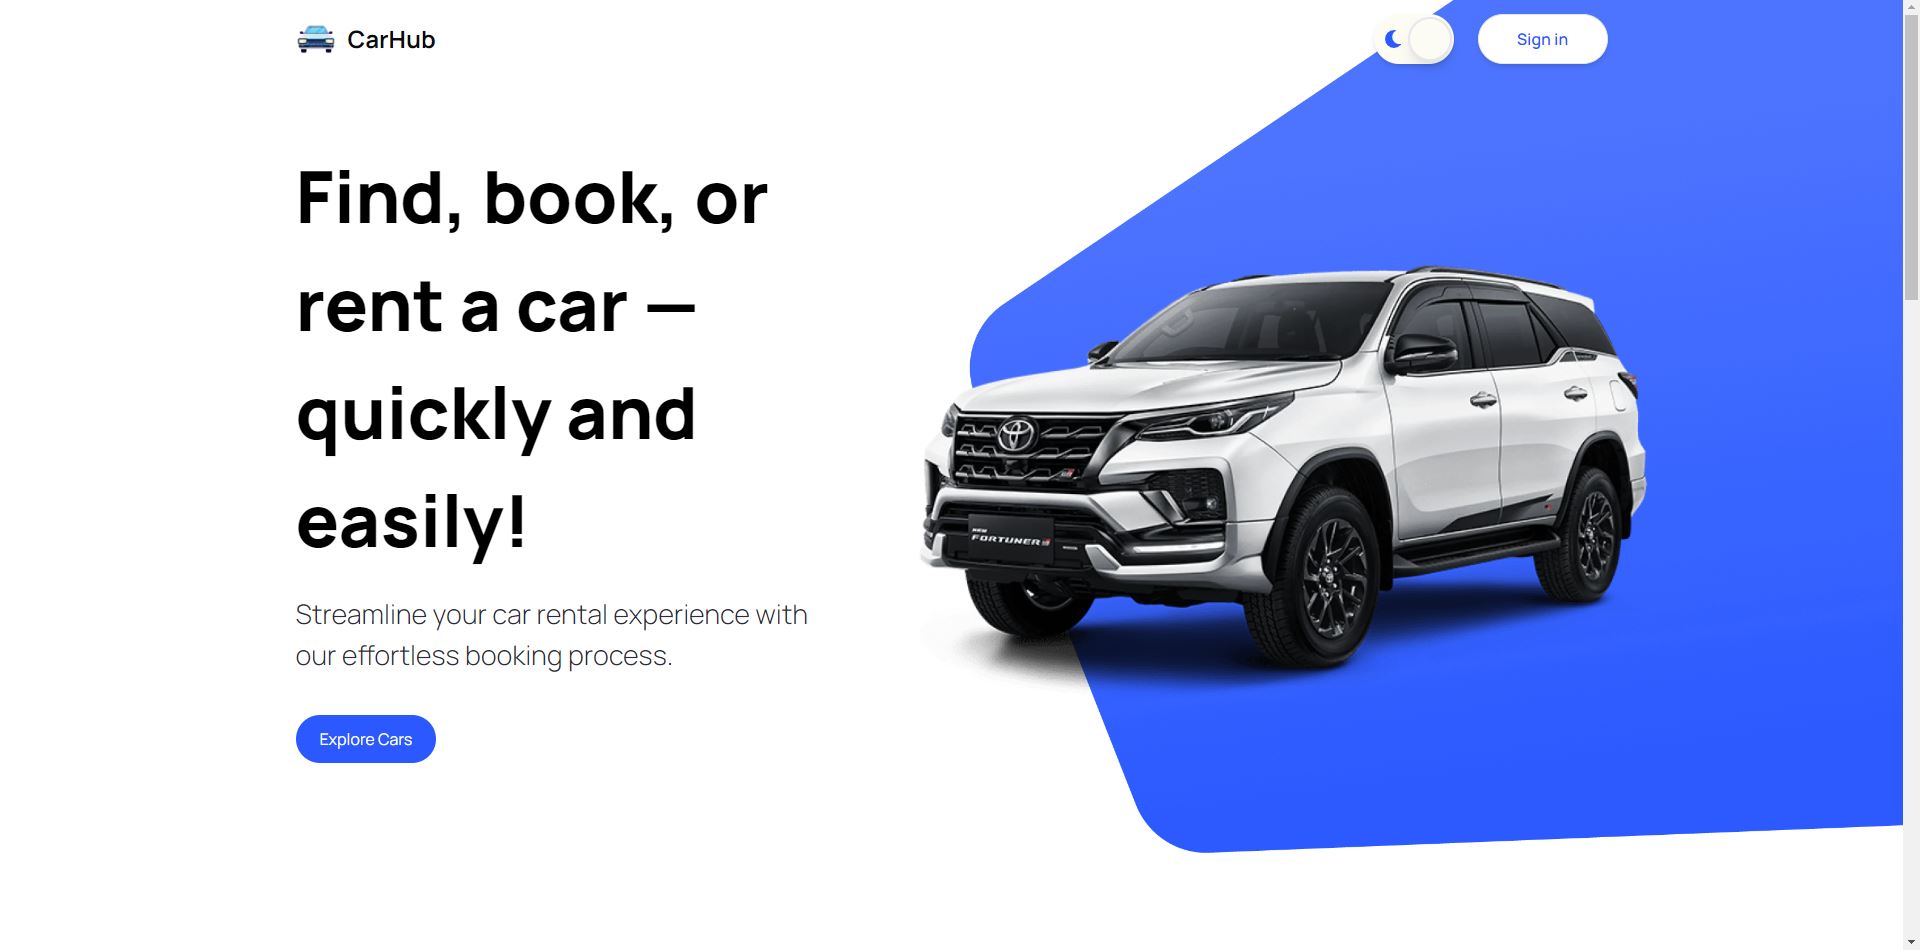 CarHub
Sign in
Find, book, or
rent a car —
quickly and
easily!
Streamline your car rental experience with
our effortless booking process.
Explore Cars
NEW
FORTUNER